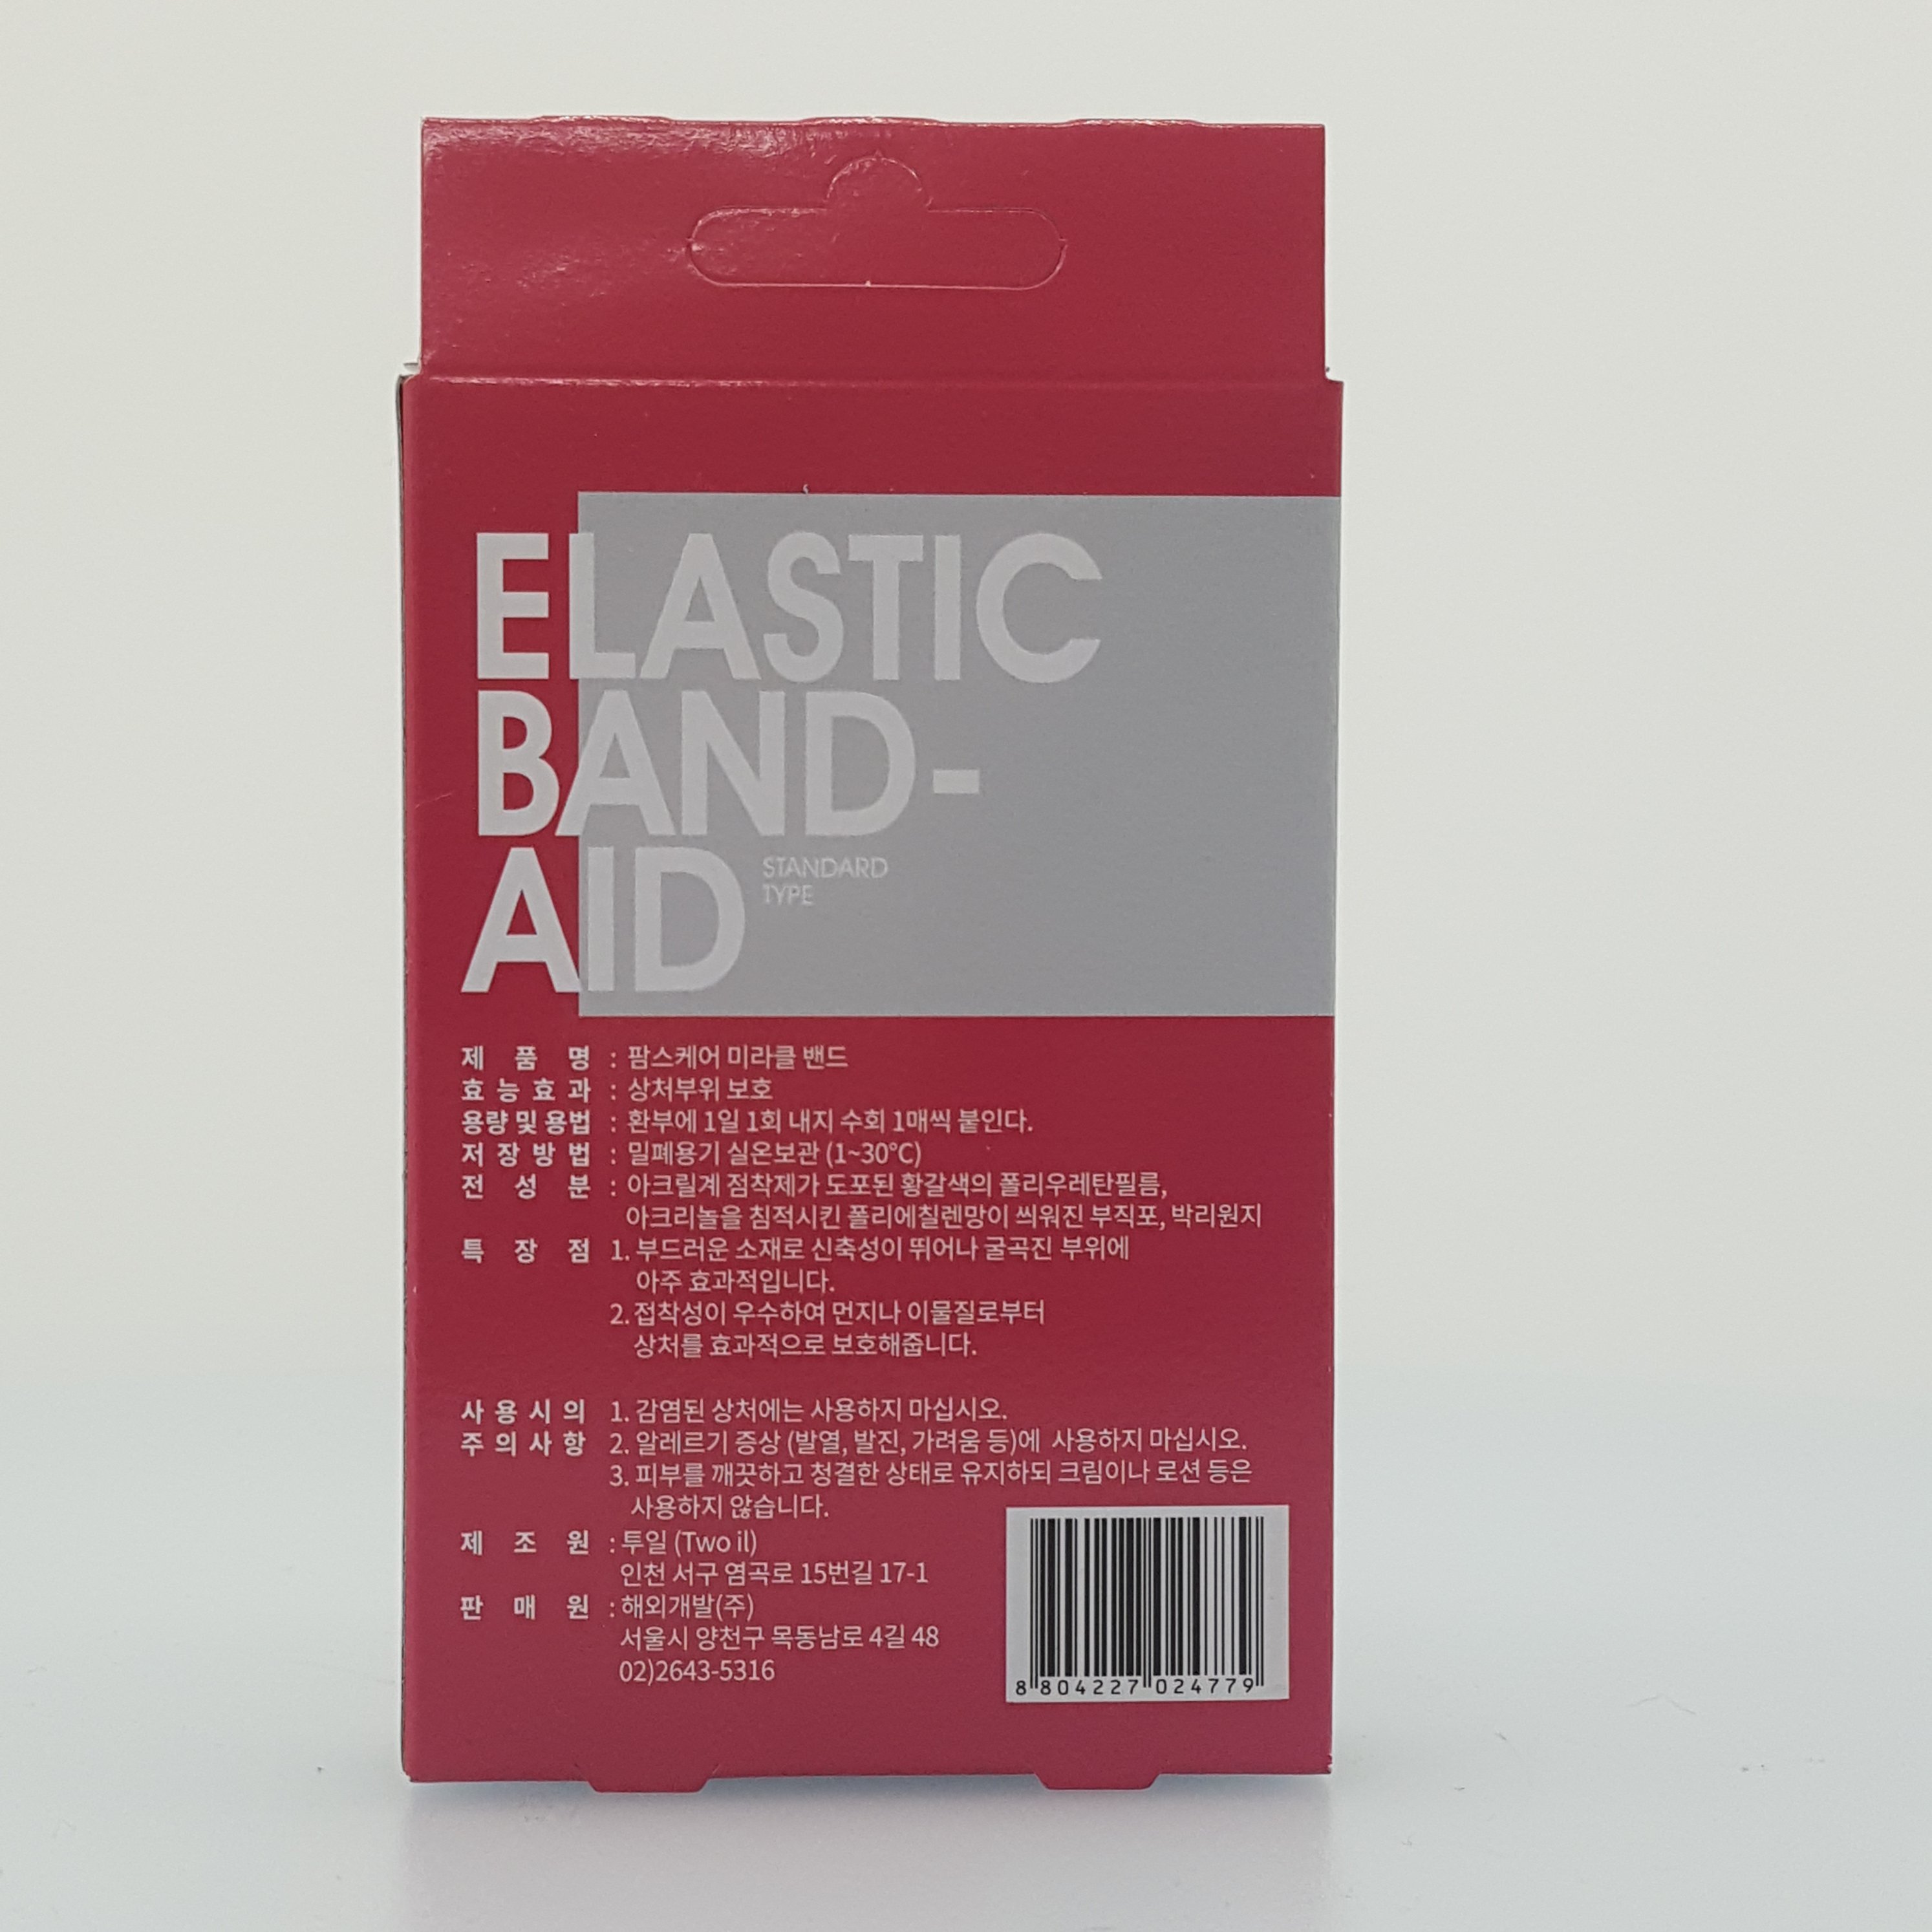 ELASTIC
BAND-
AID
STANDARD
TYPE
제 품 명 : 팜스케어 미라클 밴드
효능효과 : 상처부위 보호
용량 및 용법 : 환부에 1일 1회 내지 수회 1매씩 붙인다.
저장방법 : 밀폐용기 실온보관 (1~30°C)
전 성 분 : 아크릴계 점착제가 도포된 황갈색의 폴리우레탄필름,
아크리놀을 침적시킨 폴리에칠렌망이 씌워진 부직포, 박리원지
특 장 점 1. 부드러운 소재로 신축성이 뛰어나 굴곡진 부위에
아주 효과적입니다.
2. 접착성이 우수하여 먼지나 이물질로부터
상처를 효과적으로 보호해줍니다.
사용시의 1. 감염된 상처에는 사용하지 마십시오.
주의사항 2. 알레르기 증상 (발열, 발진, 가려움 등)에 사용하지 마십시오.
3. 피부를 깨끗하고 청결한 상태로 유지하되 크림이나 로션 등은
사용하지 않습니다.
제 조 원 : 투일 (Two il)
인천 서구 염곡로 15번길 17-1
판 매 원 : 해외개발(주)
서울시 양천구 목동남로 4길 48
02)2643-5316
8 804227 024779